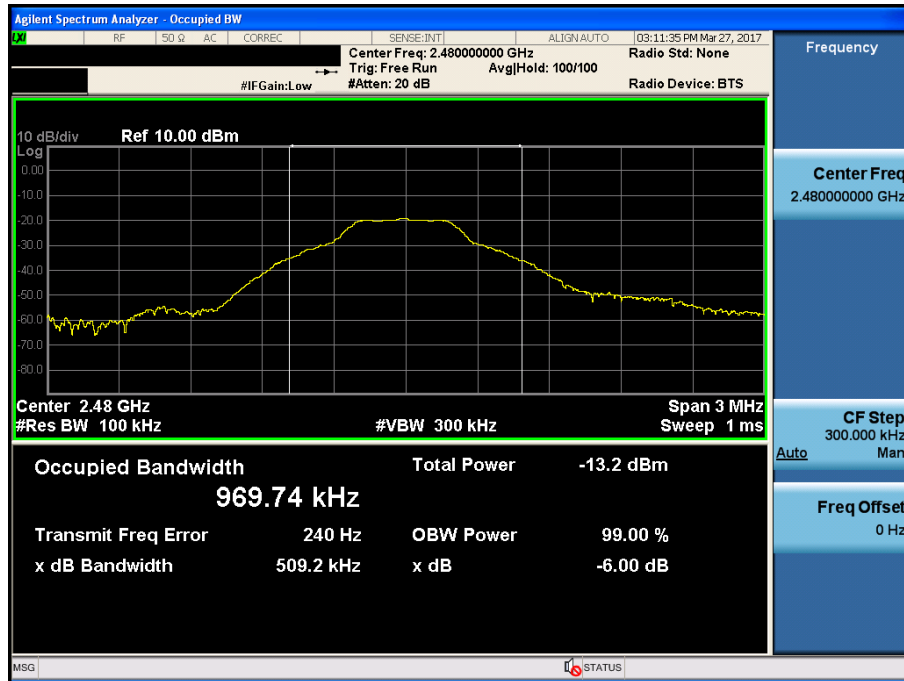 Agilent Spectrum Analyzer - Occupied BW
LXI RF 50 Ω AC CORREC SENSE:INT ALIGN AUTO 03:11:35 PM Mar 27, 2017
Center Freq: 2.480000000 GHz Radio Std: None
Trig: Free Run Avg|Hold: 100/100
#IFGain:Low #Atten: 20 dB Radio Device: BTS
10 dB/div Ref 10.00 dBm
Log
0.00
-10.0
-20.0
-30.0
-40.0
-50.0
-60.0
-70.0
-80.0
Center 2.48 GHz Span 3 MHz
#Res BW 100 kHz #VBW 300 kHz Sweep 1 ms
Occupied Bandwidth Total Power -13.2 dBm
969.74 kHz
Transmit Freq Error 240 Hz OBW Power 99.00 %
x dB Bandwidth 509.2 kHz x dB -6.00 dB
Frequency
Center Freq
2.480000000 GHz
CF Step
300.000 kHz
Auto Man
Freq Offset
0 Hz
MSG STATUS